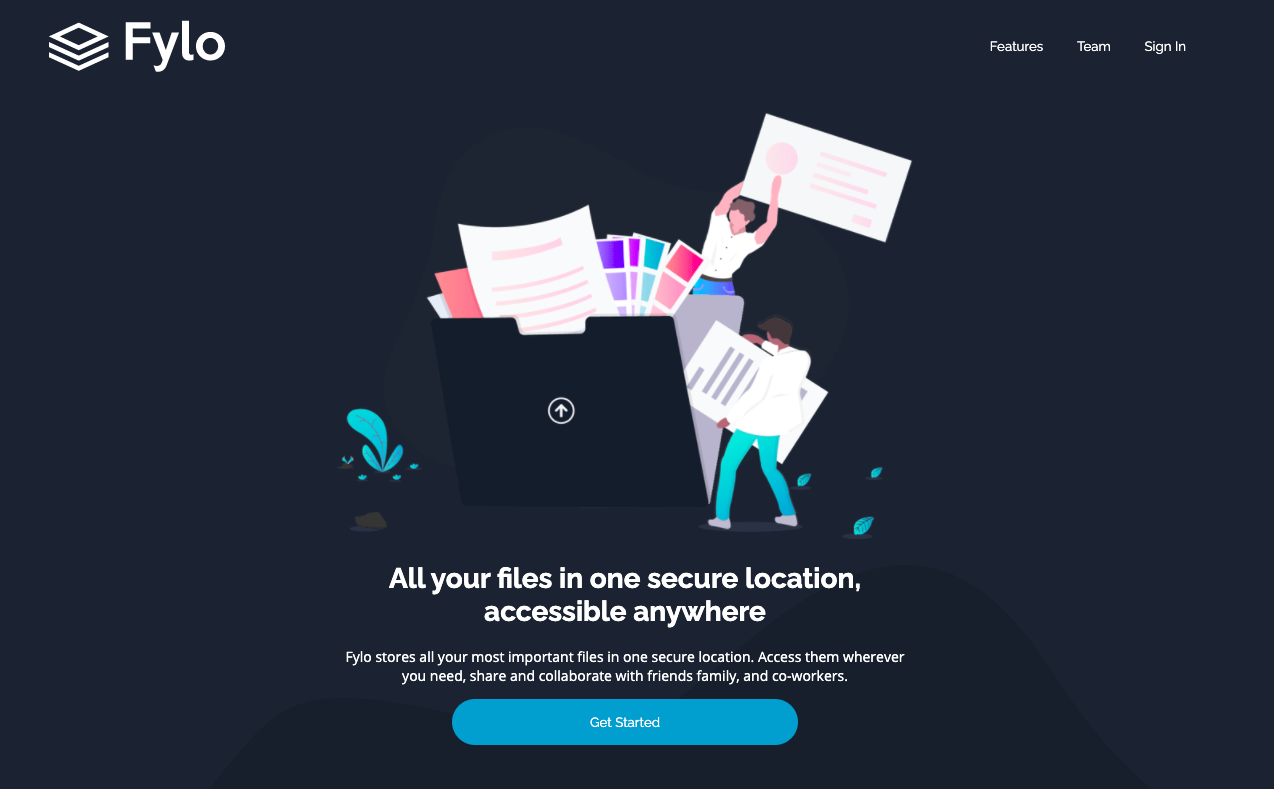 Fylo
Features
Team
Sign In
All your files in one secure location,
accessible anywhere
Fylo stores all your most important files in one secure location. Access them wherever
you need, share and collaborate with friends family, and co-workers.
Get Started